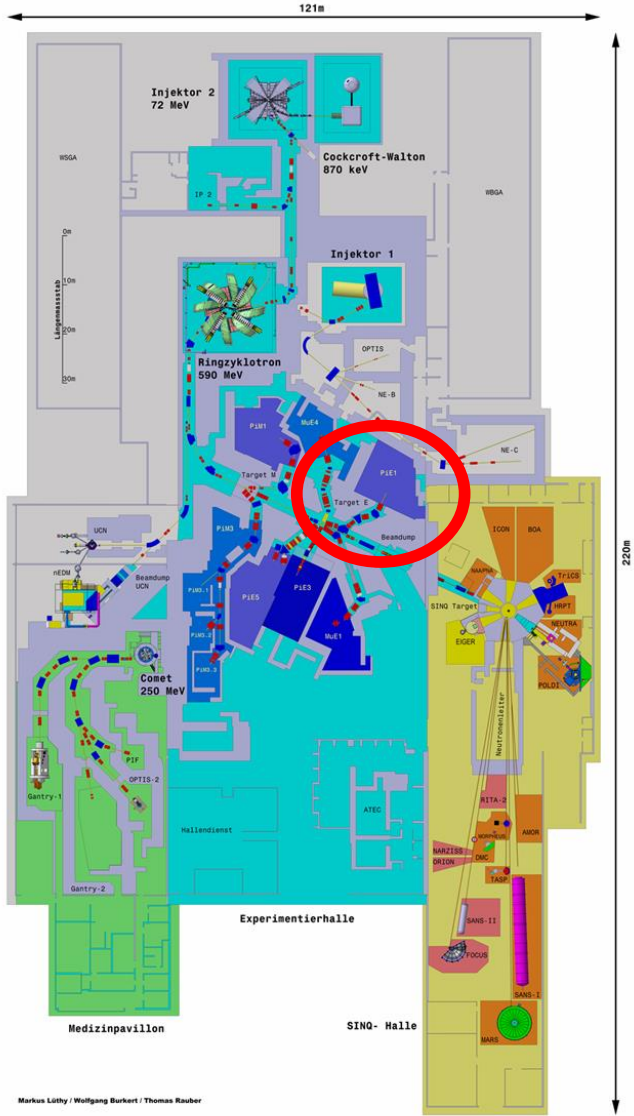 121m
Injektor 2
72 MeV
Cockcroft-Walton
870 keV
WSGA
IP 2
WBGA
0m
10m
20m
30m
Längenmassstab
Injektor 1
OPTIS
Ringzyklotron
590 MeV
NE-B
PiM1
MuE4
NE-C
PiE1
Target M
Target E
220m
UCN
PiM3
Beamdump
ICON
BOA
nEDM
Beamdump
UCN
PiM3.1
PiE5
PiE3
SINQ Target
TriCS
HRPT
PiM3.2
MuE1
EIGER
NEUTRA
PiM3.3
POLDI
Comet
250 MeV
Neutronenleiter
PIF
OPTIS-2
Gantry-1
RITA-2
Hallendienst
ATEC
MORPHEUS
AMOR
NARZISS
DMC
ORION
TASP
Gantry-2
Experimentierhalle
SANS-II
FOCUS
SANS-I
Medizinpavillon
SINQ- Halle
MARS
Markus Lüthy / Wolfgang Burkert / Thomas Rauber